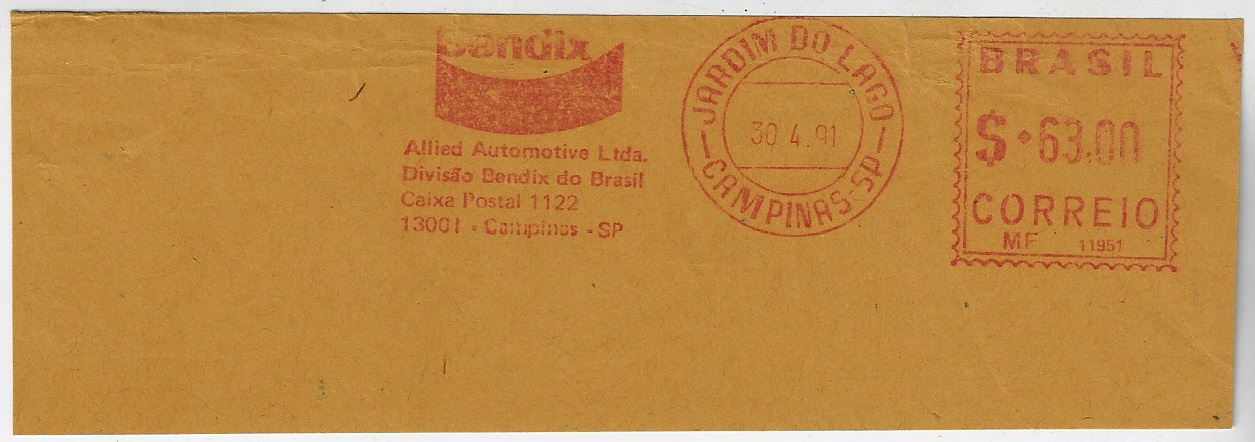 Bendix
Allied Automotive Ltda.
Divisão Bendix do Brasil
Caixa Postal 1122
13001 - Campinas - SP
JARDIM DO LAGO
30 4.91
CAMPINAS-SP
BRASIL
$ 63.00
CORREIO
MF 11951